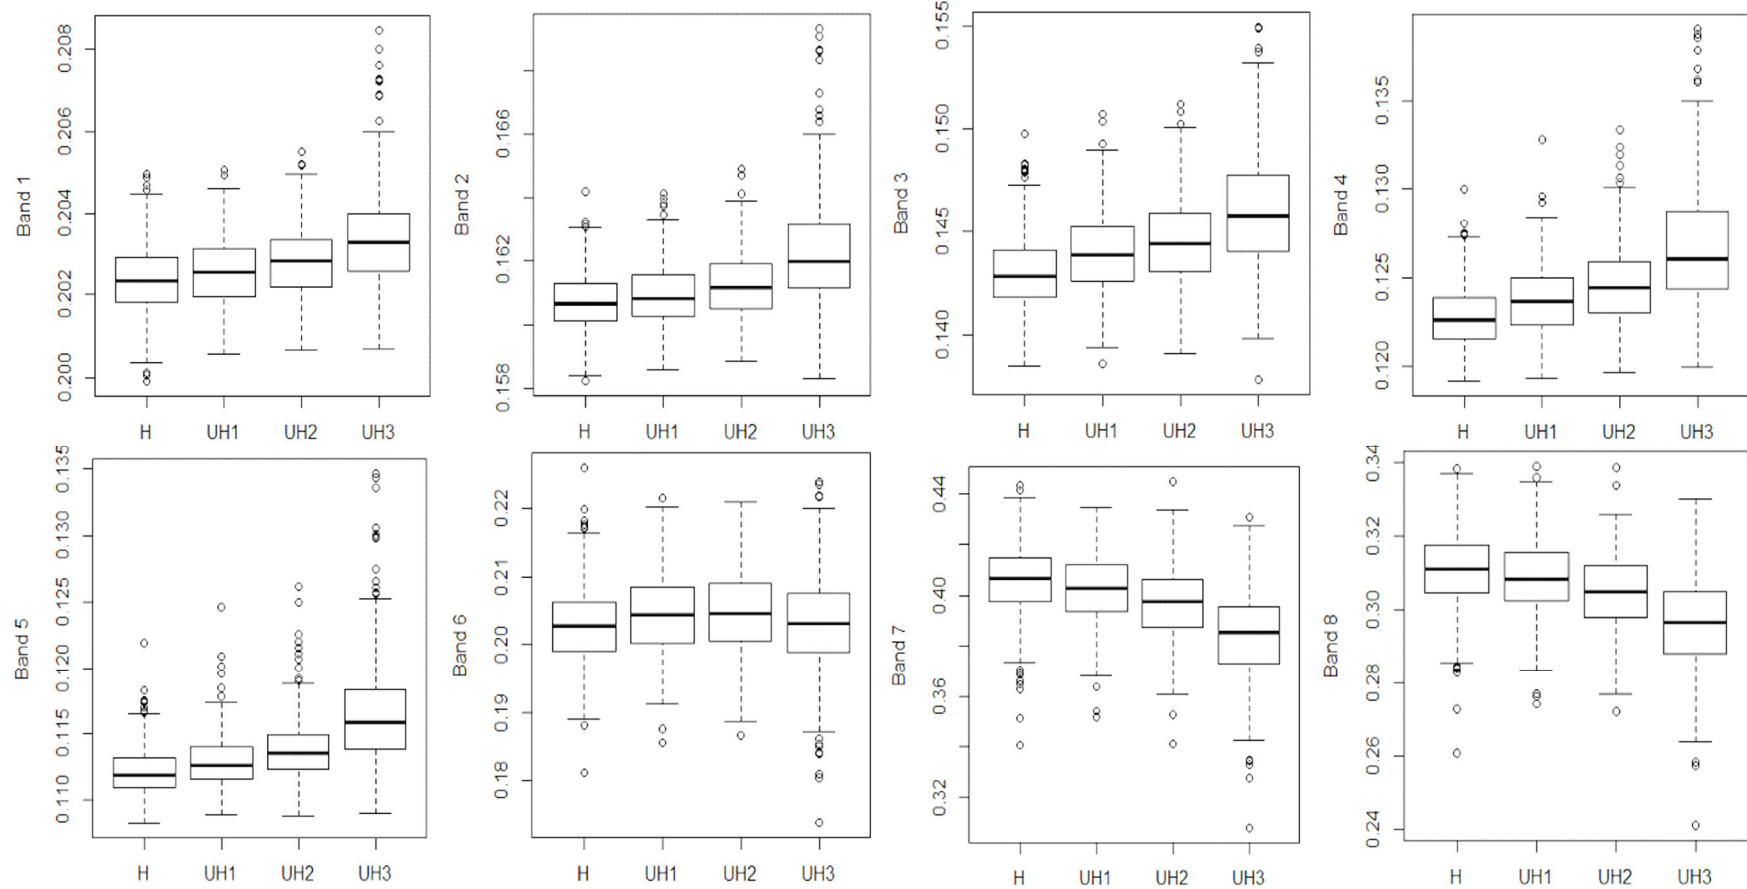 Band 1
0.208
0.206
0.204
0.202
0.200
H UH1 UH2 UH3
Band 2
0.166
0.162
0.158
H UH1 UH2 UH3
Band 3
0.155
0.150
0.145
0.140
H UH1 UH2 UH3
Band 4
0.135
0.130
0.125
0.120
H UH1 UH2 UH3
Band 5
0.135
0.130
0.125
0.120
0.115
0.110
H UH1 UH2 UH3
Band 6
0.22
0.21
0.20
0.19
0.18
H UH1 UH2 UH3
Band 7
0.44
0.40
0.36
0.32
H UH1 UH2 UH3
Band 8
0.34
0.32
0.30
0.28
0.26
0.24
H UH1 UH2 UH3